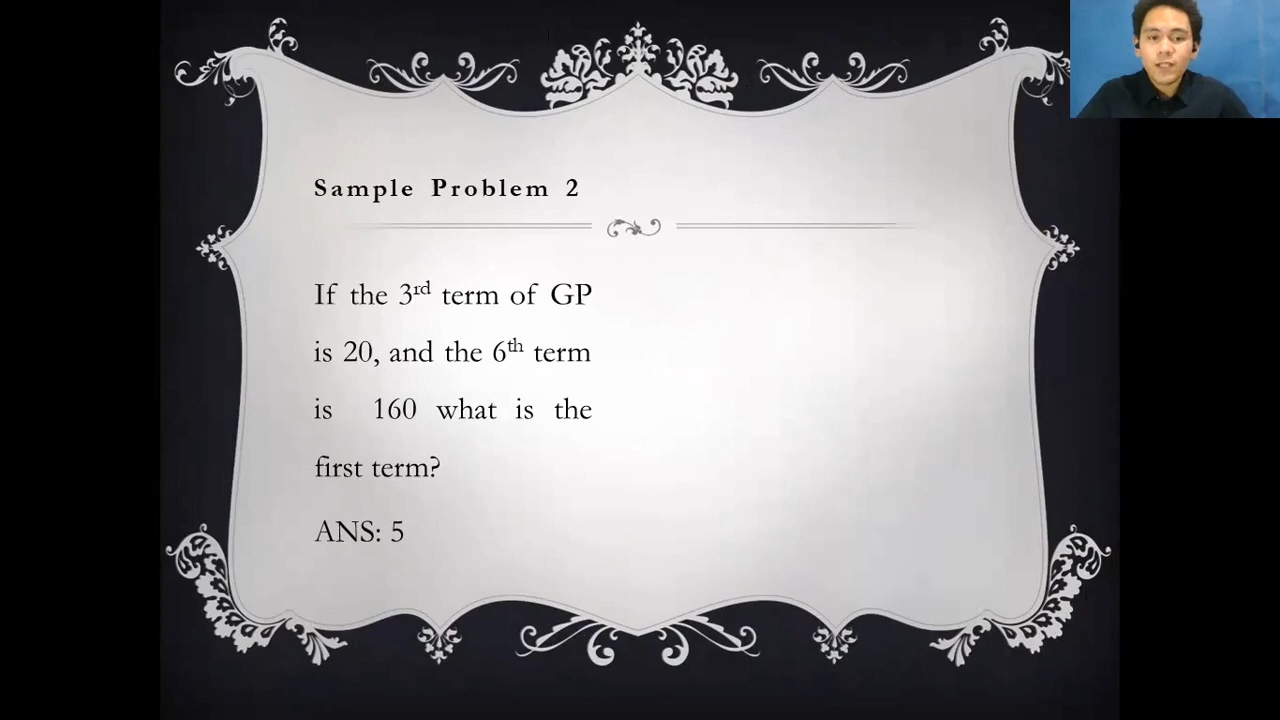 Sample Problem 2
If the 3rd term of GP
is 20, and the 6th term
is 160 what is the
first term?
ANS: 5